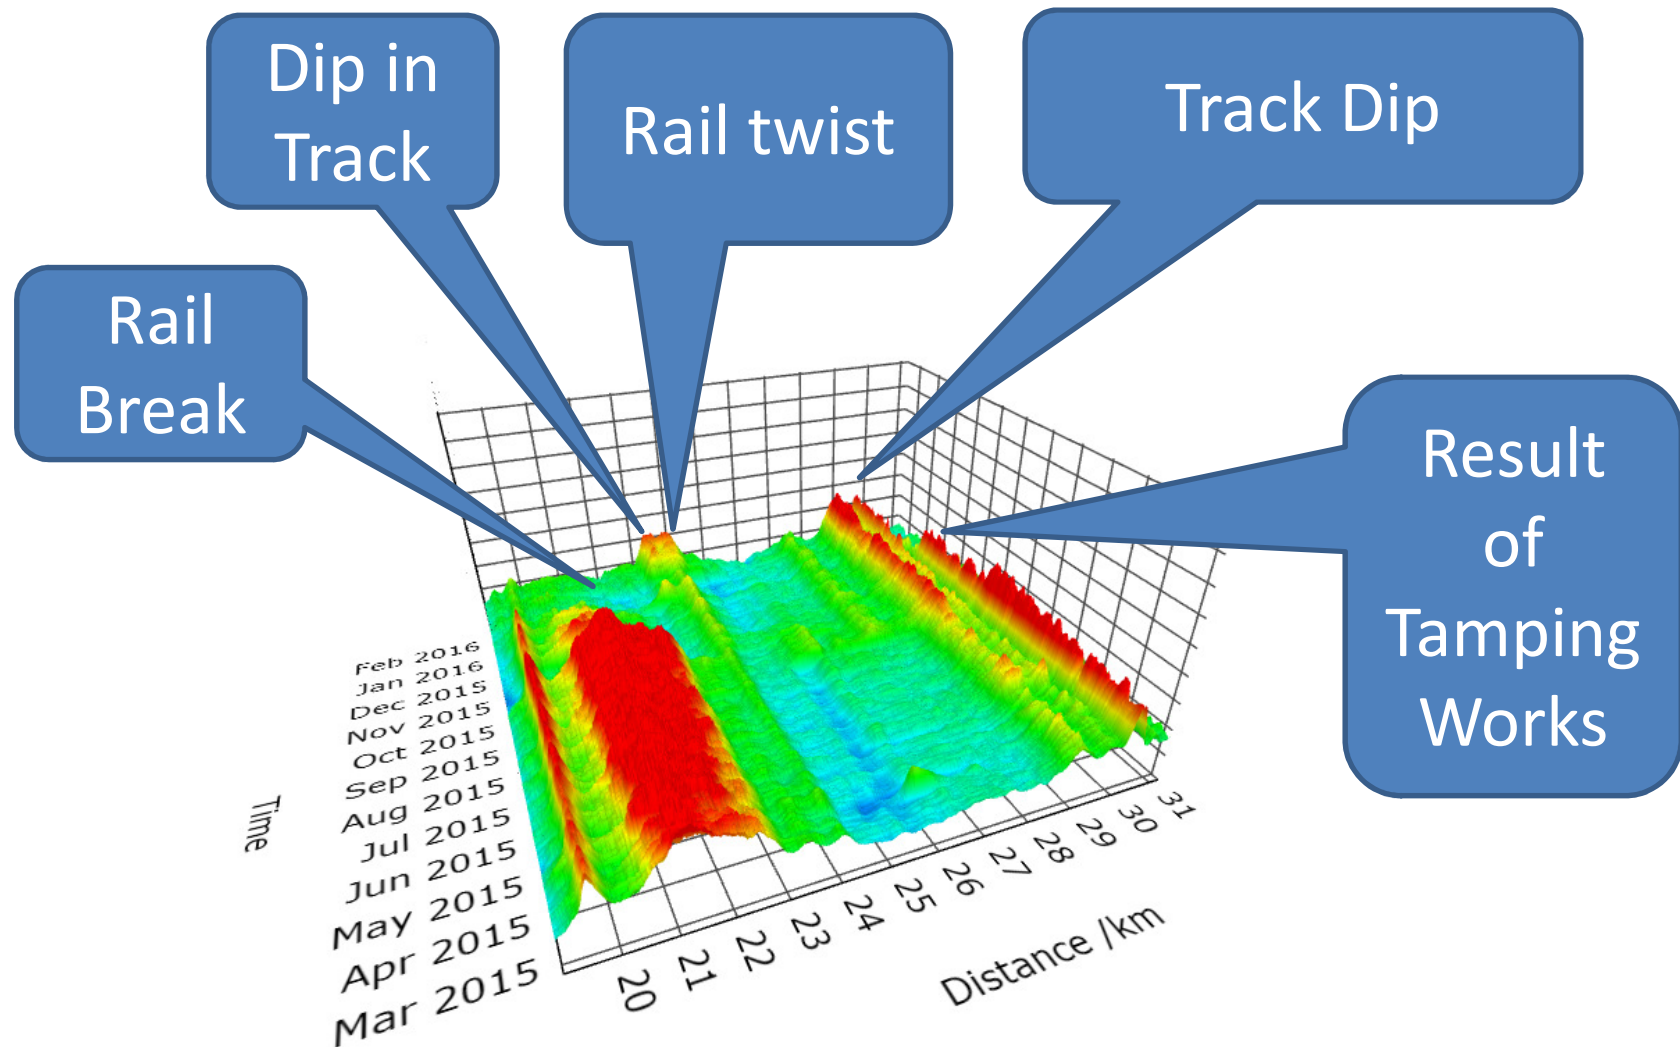 Dip in
Track
Rail twist
Track Dip
Rail
Break
Result
of
Tamping
Works
Feb 2016
Jan 2016
Dec 2015
Nov 2015
Oct 2015
Sep 2015
Aug 2015
Jul 2015
Jun 2015
May 2015
Apr 2015
Mar 2015
Time
20
21
22
23
24
25
26
27
28
29
30
31
Distance /km